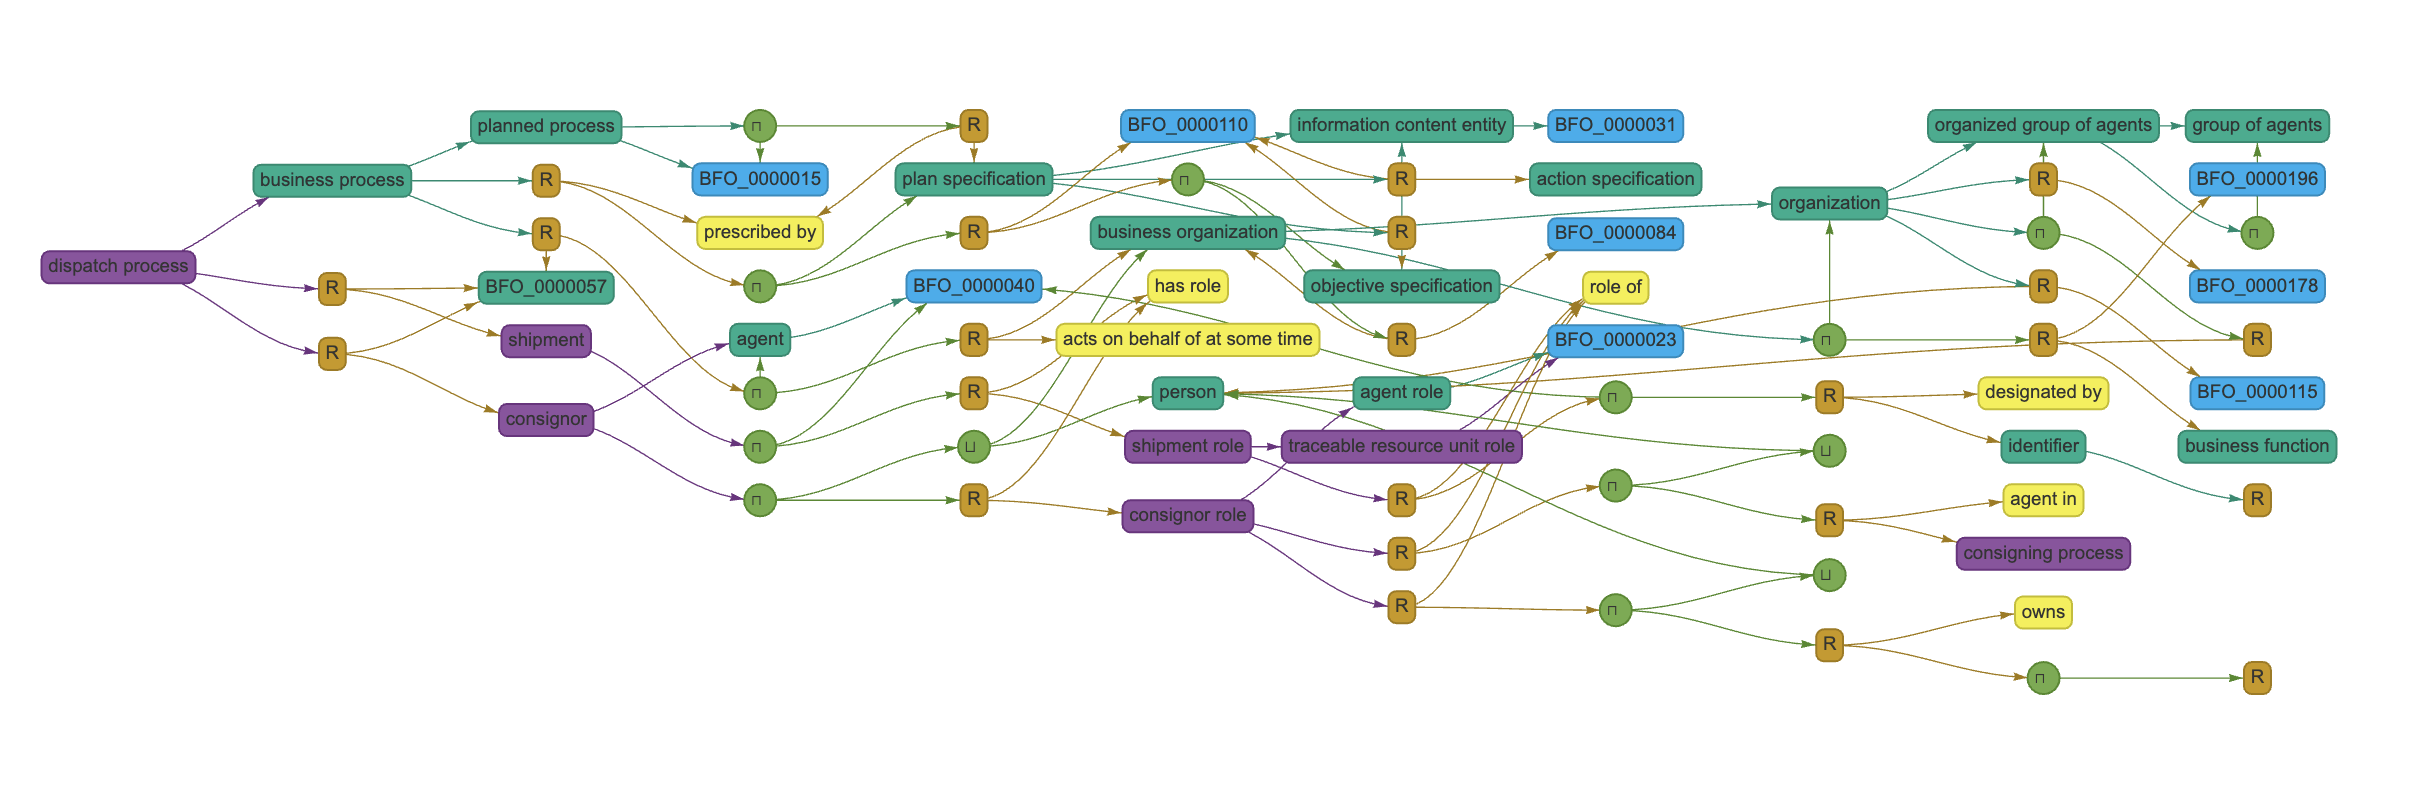 planned process
⊓
R
BFO_0000110
information content entity
BFO_0000031
organized group of agents
group of agents
business process
R
BFO_0000015
plan specification
⊓
R
action specification
R
BFO_0000196
organization
prescribed by
R
R
business organization
R
BFO_0000084
⊓
⊓
dispatch process
R
BFO_0000057
⊓
BFO_0000040
has role
objective specification
role of
R
BFO_0000178
shipment
agent
R
acts on behalf of at some time
R
BFO_0000023
⊓
R
R
R
⊓
R
person
agent role
⊓
R
designated by
BFO_0000115
consignor
⊓
⊔
shipment role
traceable resource unit role
⊔
identifier
business function
⊓
R
consignor role
R
⊓
R
agent in
R
R
⊔
consigning process
R
⊓
R
owns
⊓
R